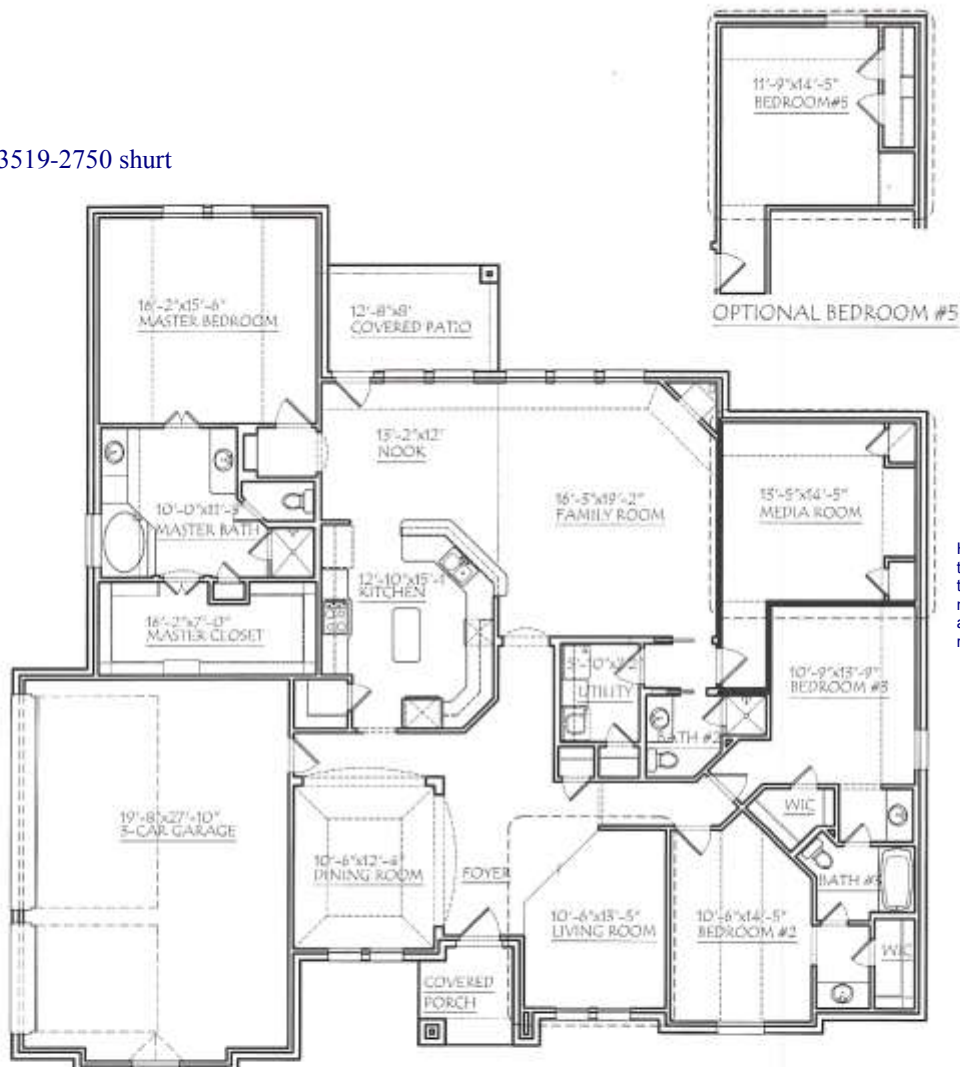 11'-9"x14'-5"
BEDROOM#5
3519-2750 shurt
OPTIONAL BEDROOM #5
16'-2"x15'-6"
MASTER BEDROOM
12'-8"x8'
COVERED PATIO
13'-2"x12'
NOOK
16'-3"x19'-2"
FAMILY ROOM
13'-5"x14'-5"
MEDIA ROOM
MASTER BATH
12'-10"x15'-1"
KITCHEN
16'-2"x7'-0"
MASTER CLOSET
UTILITY
10'-9"x13'-9"
BEDROOM #3
BATH #2
WIC
19'-8"x27'-10"
3-CAR GARAGE
10'-6"x12'-6"
DINING ROOM
FOYER
BATH #3
10'-6"x13'-5"
LIVING ROOM
10'-6"x14'-5"
BEDROOM #2
WIC
COVERED
PORCH